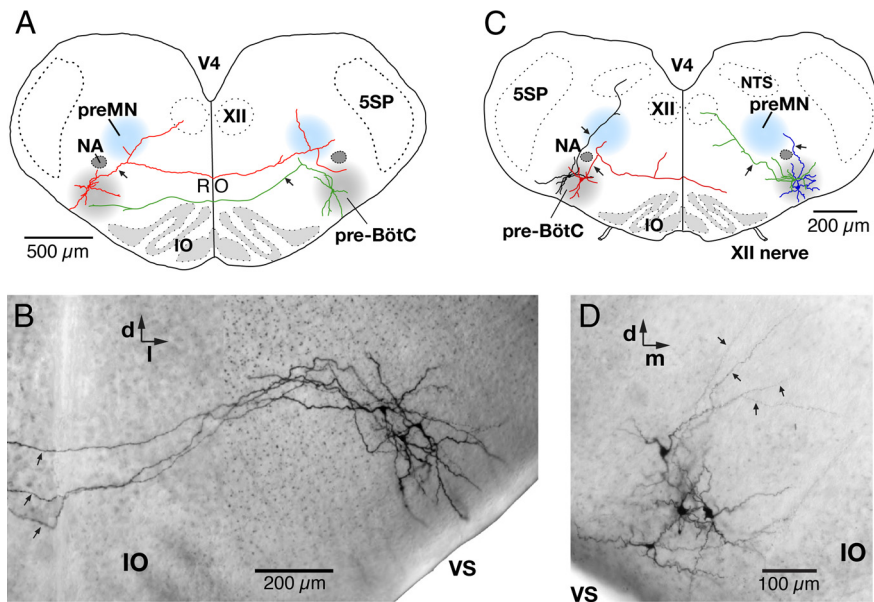 A
V4
preMN
XII
5SP
NA
R O
IO
pre-BötC
500 µm
C
V4
NTS
5SP
XII
preMN
NA
pre-BötC
IO
200 µm
XII nerve
B
d
l
IO
200 µm
VS
D
d
m
IO
100 µm
VS